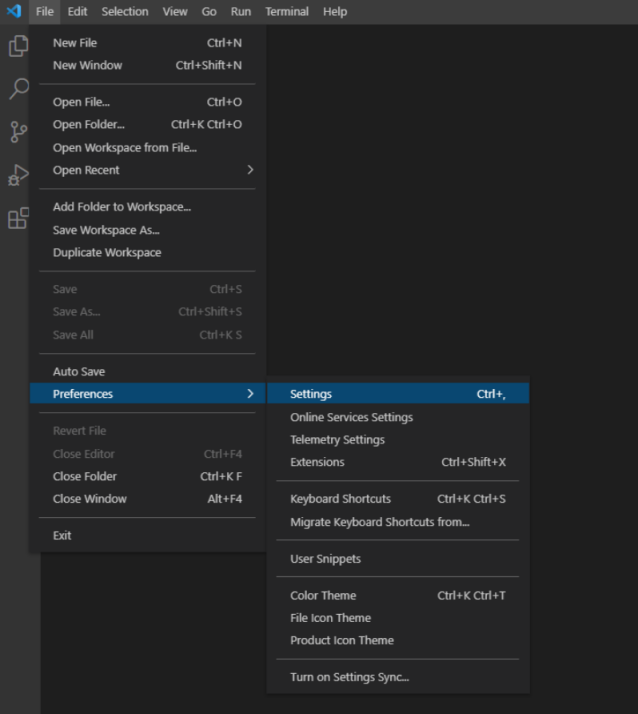 File Edit Selection View Go Run Terminal Help
New File Ctrl+N
New Window Ctrl+Shift+N
Open File... Ctrl+O
Open Folder... Ctrl+K Ctrl+O
Open Workspace from File...
Open Recent
Add Folder to Workspace...
Save Workspace As...
Duplicate Workspace
Save Ctrl+S
Save As... Ctrl+Shift+S
Save All Ctrl+K S
Auto Save
Preferences
Revert File
Close Editor Ctrl+F4
Close Folder Ctrl+K F
Close Window Alt+F4
Exit
Settings Ctrl+,
Online Services Settings
Telemetry Settings
Extensions Ctrl+Shift+X
Keyboard Shortcuts Ctrl+K Ctrl+S
Migrate Keyboard Shortcuts from...
User Snippets
Color Theme Ctrl+K Ctrl+T
File Icon Theme
Product Icon Theme
Turn on Settings Sync...